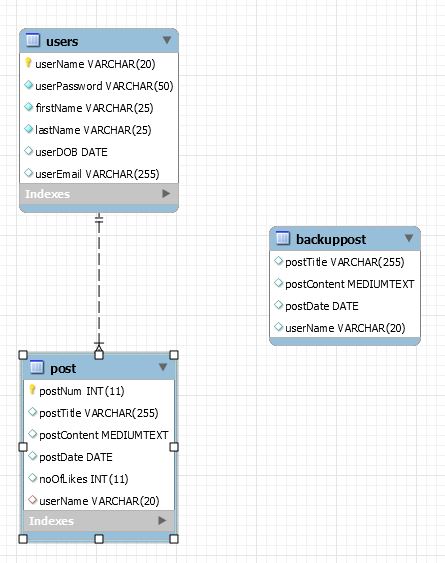 users
userName VARCHAR(20)
userPassword VARCHAR(50)
firstName VARCHAR(25)
lastName VARCHAR(25)
userDOB DATE
userEmail VARCHAR(255)
Indexes
backuppost
postTitle VARCHAR(255)
postContent MEDIUMTEXT
postDate DATE
userName VARCHAR(20)
post
postNum INT(11)
postTitle VARCHAR(255)
postContent MEDIUMTEXT
postDate DATE
noOfLikes INT(11)
userName VARCHAR(20)
Indexes